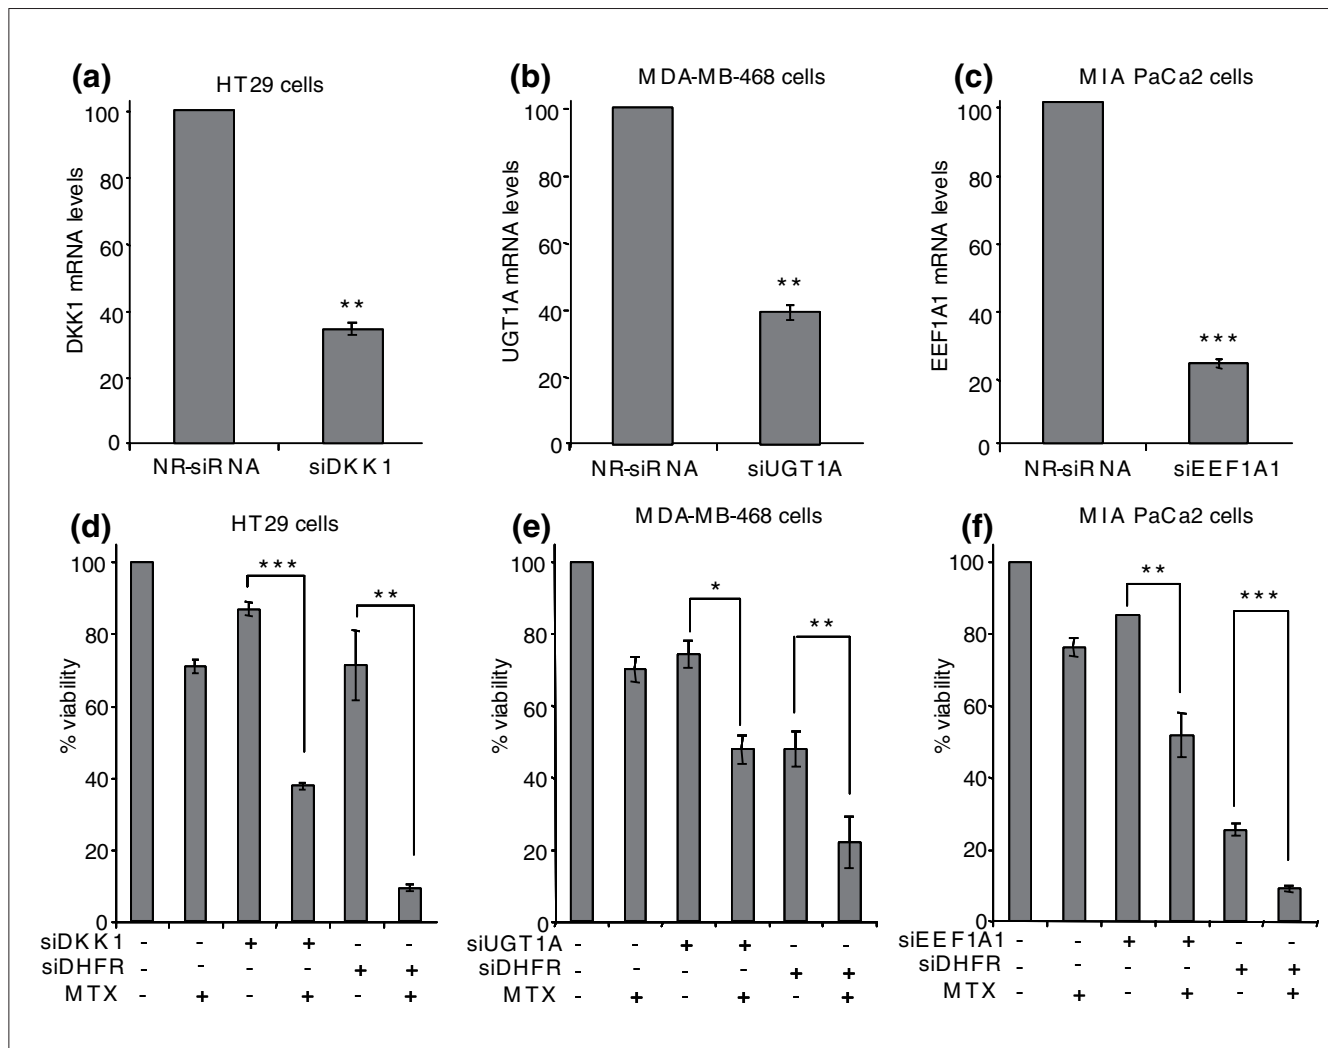 (a)
HT29 cells
DKK1 mRNA levels
100
80
60
40
20
0
**
NR-siRNA siDKK1
(b)
MDA-MB-468 cells
UGT1A mRNA levels
100
80
60
40
20
0
**
NR-siRNA siUGT1A
(c)
MIA PaCa2 cells
EEF1A1 mRNA levels
100
80
60
40
20
0
***
NR-siRNA siEEF1A1
(d)
HT29 cells
% viability
100
80
60
40
20
0
***
**
siDKK1 - - + + - -
siDHFR - - - - + +
MTX - + - + - +
(e)
MDA-MB-468 cells
% viability
100
80
60
40
20
0
*
**
siUGT1A - - + + - -
siDHFR - - - - + +
MTX - + - + - +
(f)
MIA PaCa2 cells
% viability
100
80
60
40
20
0
**
***
siEEF1A1 - - + + - -
siDHFR - - - - + +
MTX - + - + - +